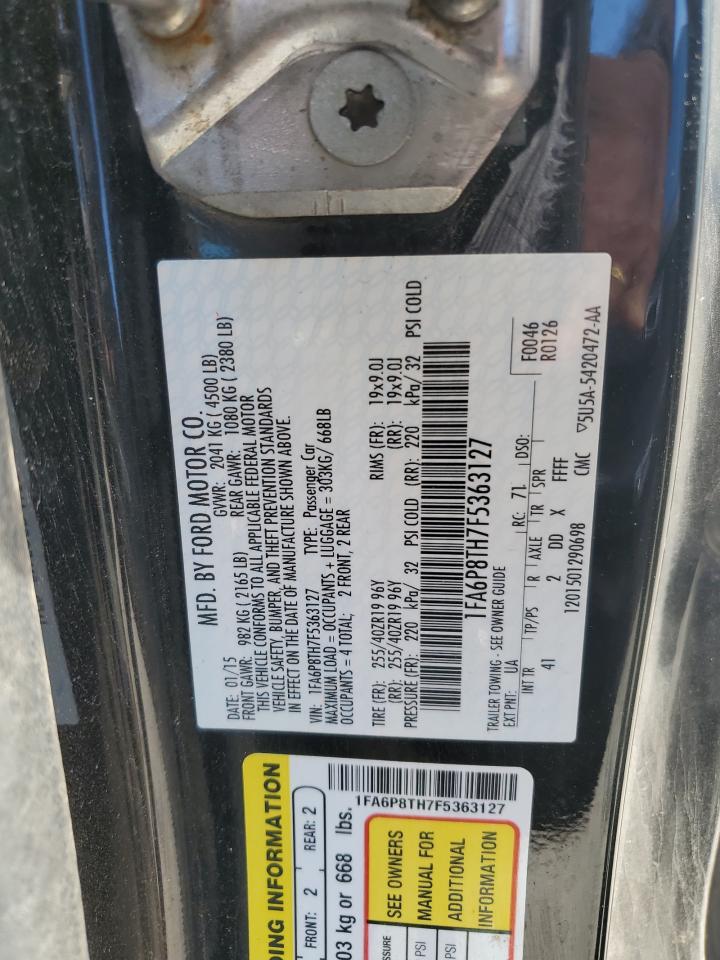 MFD. BY FORD MOTOR CO.
DATE: 01/15 GVWR: 2041 KG ( 4500 LB)
FRONT GAWR: 982 KG ( 2165 LB) REAR GAWR: 1080 KG ( 2380 LB)
THIS VEHICLE CONFORMS TO ALL APPLICABLE FEDERAL MOTOR
VEHICLE SAFETY, BUMPER, AND THEFT PREVENTION STANDARDS
IN EFFECT ON THE DATE OF MANUFACTURE SHOWN ABOVE.
VIN: 1FA6P8TH7F5363127 TYPE: Passenger Car
MAXIMUM LOAD = OCCUPANTS + LUGGAGE = 303KG/ 668LB
OCCUPANTS = 4 TOTAL: 2 FRONT, 2 REAR
TIRE (FR): 255/40ZR19 96Y RIMS (FR): 19x9.0J
(RR): 255/40ZR19 96Y (RR): 19x9.0J
PRESSURE (FR): 220 kPa/ 32 PSI COLD (RR): 220 kPa/ 32 PSI COLD
1FA6P8TH7F5363127
TRAILER TOWING - SEE OWNER GUIDE
EXT PNT: UA RC: 71 DSO: F0046
R0126
INT TR TP/PS R AXLE TR SPR
41 2 DD X FFFF
1201501290698 CMC ▽5U5A-5420472-AA
DING INFORMATION
FRONT: 2 REAR: 2
03 kg or 668 lbs.
1FA6P8TH7F5363127
SSURE SEE OWNERS
PSI MANUAL FOR
PSI ADDITIONAL
INFORMATION